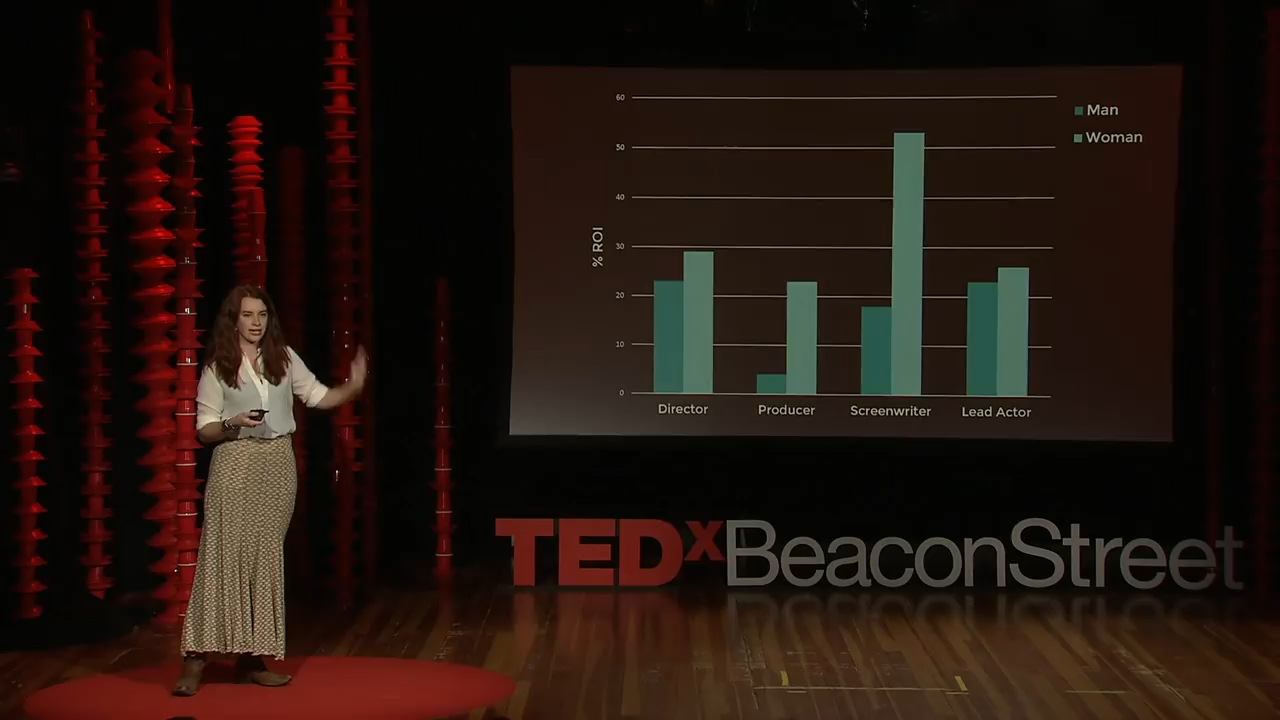 60
Man
Woman
50
40
30
20
10
0
% ROI
Director Producer Screenwriter Lead Actor
TEDxBeaconStreet